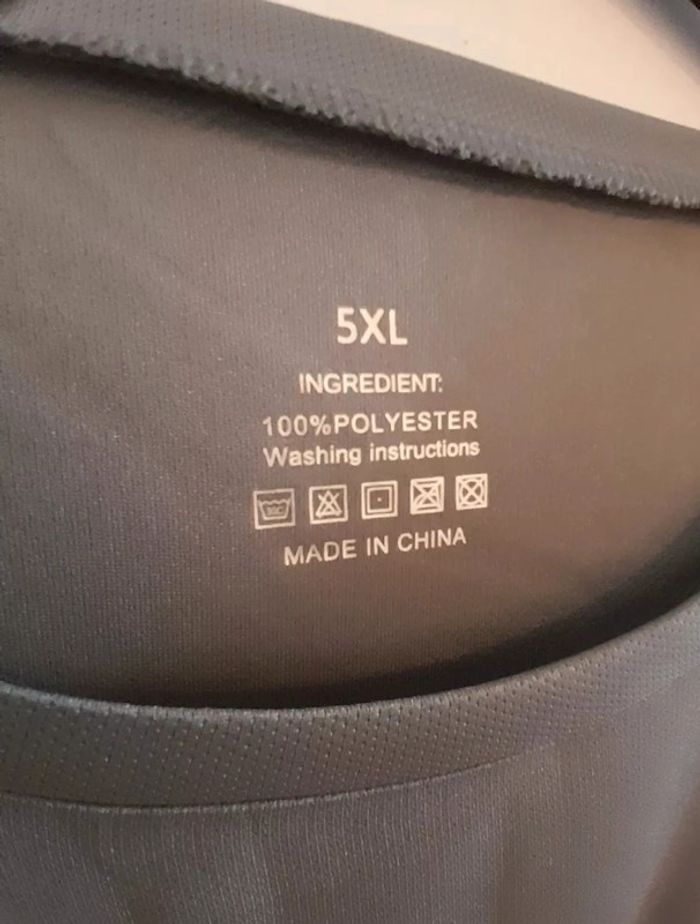 5XL
INGREDIENT:
100%POLYESTER
Washing instructions
MADE IN CHINA